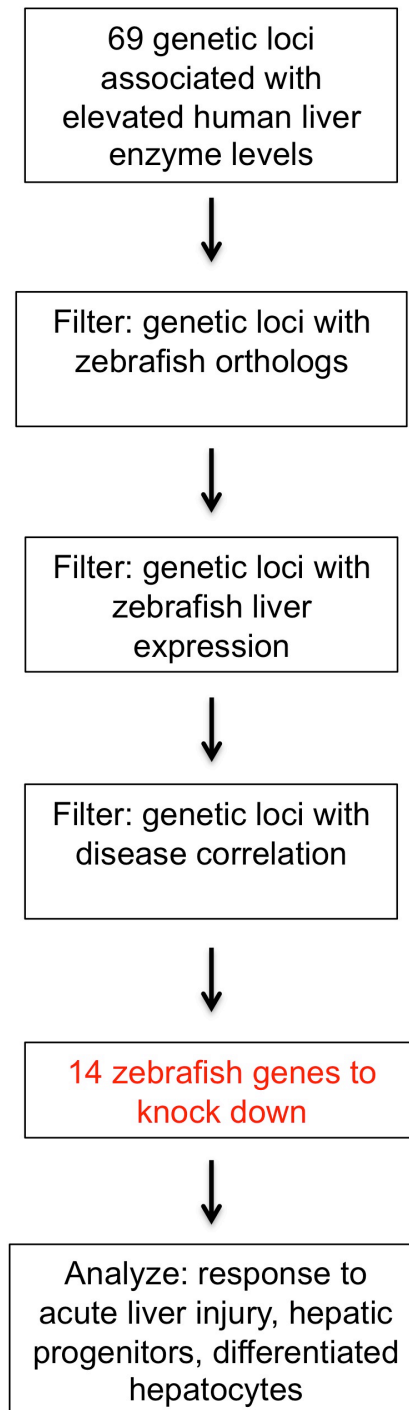 69 genetic loci
associated with
elevated human liver
enzyme levels
Filter: genetic loci with
zebrafish orthologs
Filter: genetic loci with
zebrafish liver
expression
Filter: genetic loci with
disease correlation
14 zebrafish genes to
knock down
Analyze: response to
acute liver injury, hepatic
progenitors, differentiated
hepatocytes